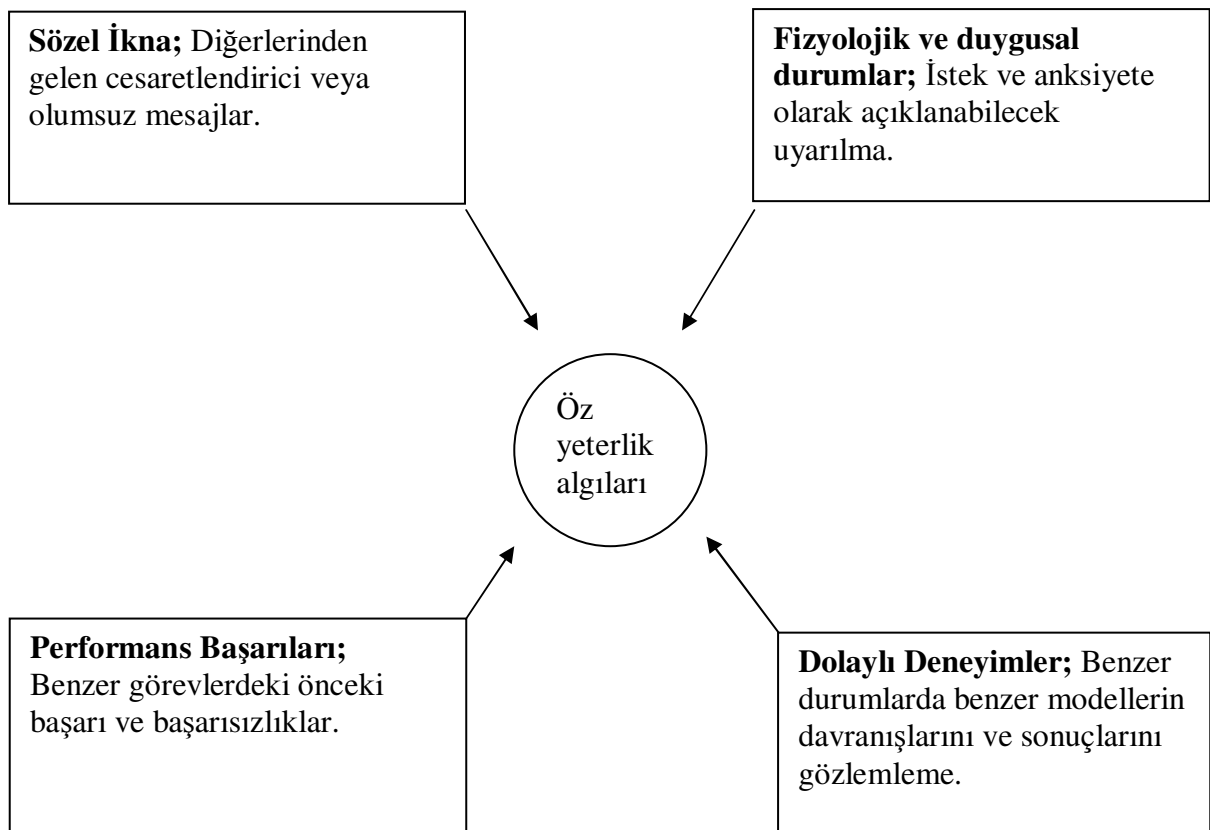 Sözel İkna; Diğerlerinden
gelen cesaretlendirici veya
olumsuz mesajlar.
Fizyolojik ve duygusal
durumlar; İstek ve anksiyete
olarak açıklanabilecek
uyarılma.
Öz
yeterlik
algıları
Performans Başarıları;
Benzer görevlerdeki önceki
başarı ve başarısızlıklar.
Dolaylı Deneyimler; Benzer
durumlarda benzer modellerin
davranışlarını ve sonuçlarını
gözlemleme.